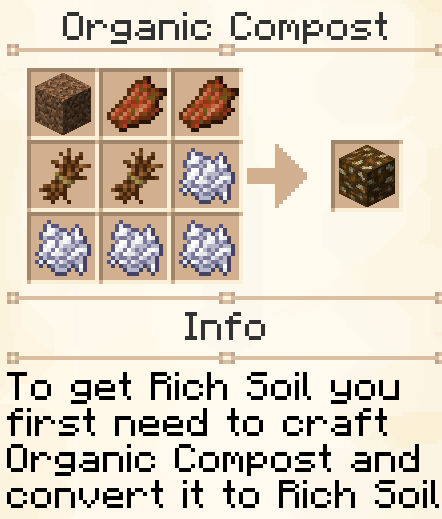 Organic Compost
Info
To get Rich Soil you
first need to craft
Organic Compost and
convert it to Rich Soil